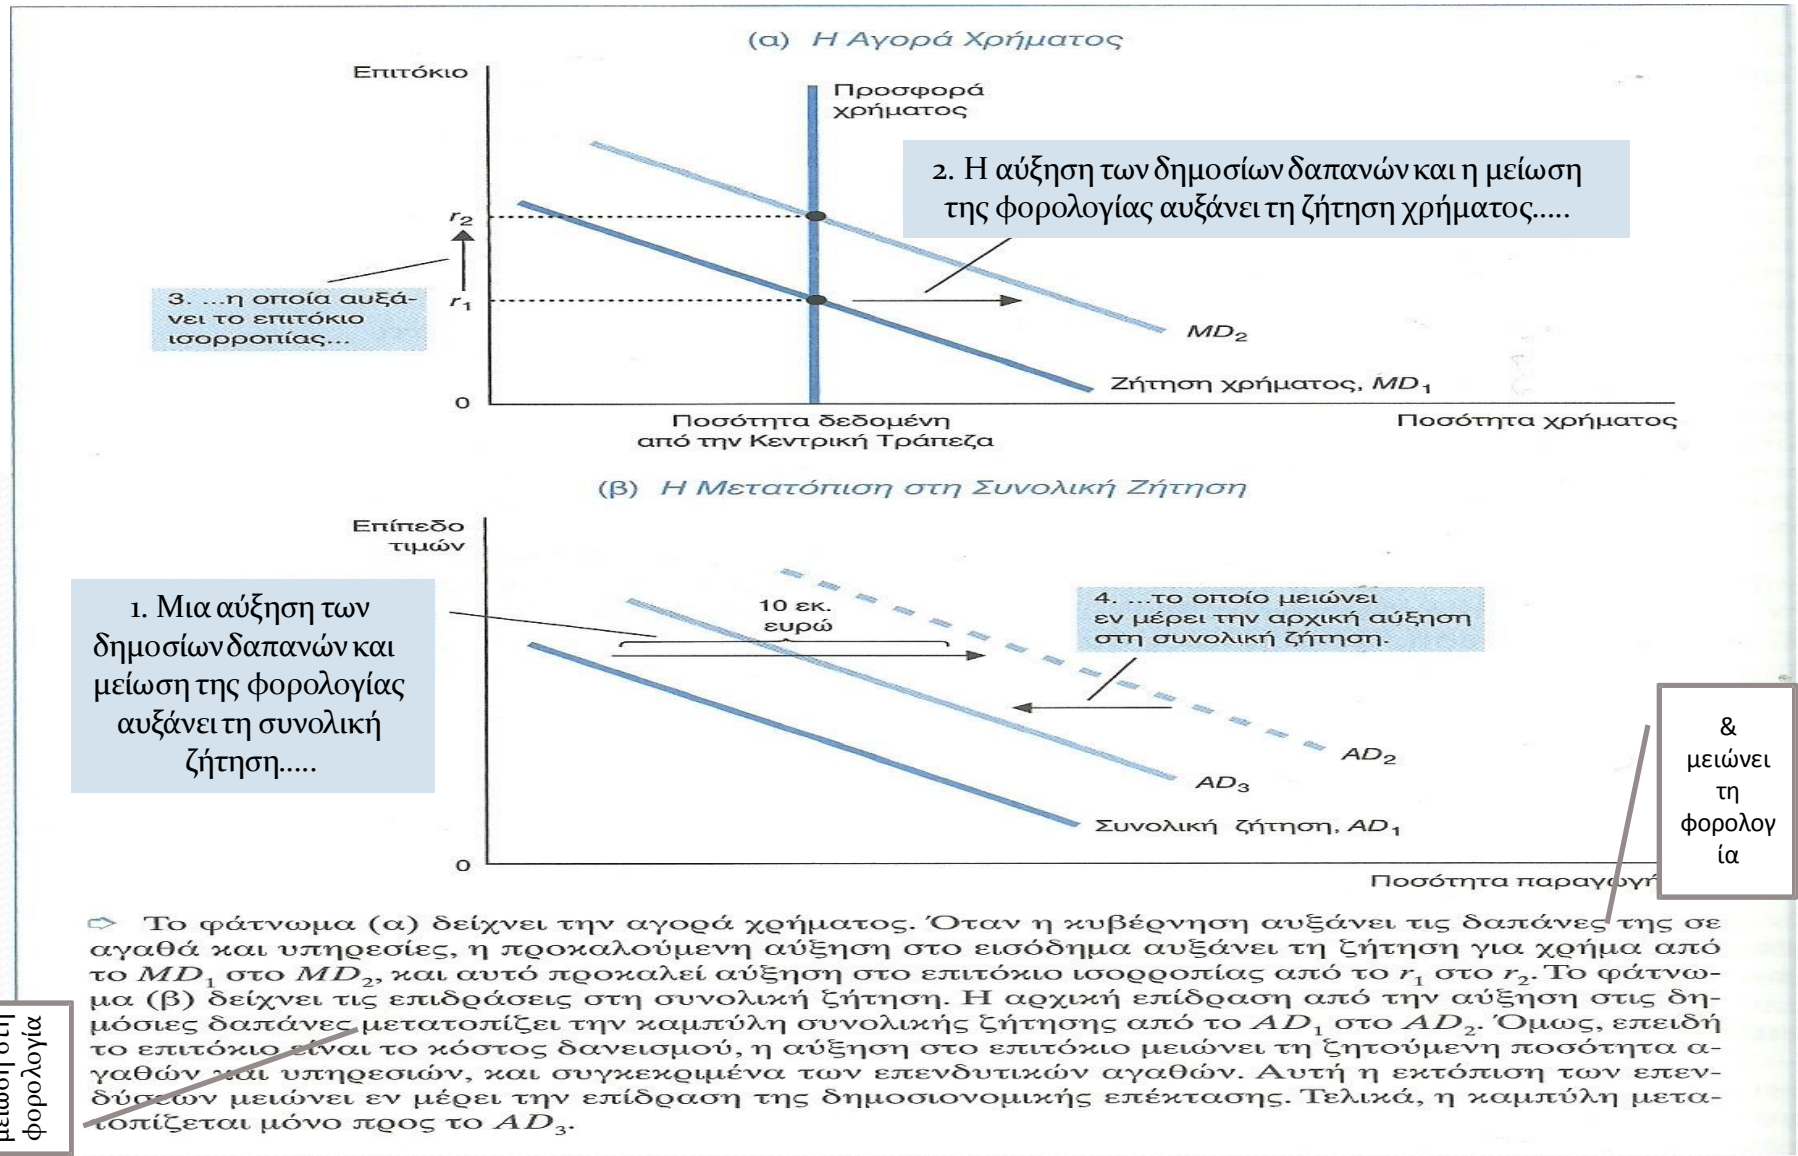 (α) Η Αγορά Χρήματος
Επιτόκιο
Προσφορά
χρήματος
2. Η αύξηση των δημοσίων δαπανών και η μείωση
της φορολογίας αυξάνει τη ζήτηση χρήματος.....
r2
3. ...η οποία αυξά-
νει το επιτόκιο
ισορροπίας...
r1
MD2
Ζήτηση χρήματος, MD1
0
Ποσότητα δεδομένη
από την Κεντρική Τράπεζα
Ποσότητα χρήματος
(β) Η Μετατόπιση στη Συνολική Ζήτηση
Επίπεδο
τιμών
1. Μια αύξηση των
δημοσίων δαπανών και
μείωση της φορολογίας
αυξάνει τη συνολική
ζήτηση.....
10 εκ.
ευρώ
4. ...το οποίο μειώνει
εν μέρει την αρχική αύξηση
στη συνολική ζήτηση.
AD2
AD3
Συνολική ζήτηση, AD1
0
Ποσότητα παραγωγή
&
μειώνει
τη
φορολογ
ία
⇨ Το φάτνωμα (α) δείχνει την αγορά χρήματος. Όταν η κυβέρνηση αυξάνει τις δαπάνες της σε
αγαθά και υπηρεσίες, η προκαλούμενη αύξηση στο εισόδημα αυξάνει τη ζήτηση για χρήμα από
το MD1 στο MD2, και αυτό προκαλεί αύξηση στο επιτόκιο ισορροπίας από το r1 στο r2. Το φάτνω-
μα (β) δείχνει τις επιδράσεις στη συνολική ζήτηση. Η αρχική επίδραση από την αύξηση στις δη-
μόσιες δαπάνες μετατοπίζει την καμπύλη συνολικής ζήτησης από το AD1 στο AD2. Όμως, επειδή
το επιτόκιο είναι το κόστος δανεισμού, η αύξηση στο επιτόκιο μειώνει τη ζητούμενη ποσότητα α-
γαθών και υπηρεσιών, και συγκεκριμένα των επενδυτικών αγαθών. Αυτή η εκτόπιση των επεν-
δύσεων μειώνει εν μέρει την επίδραση της δημοσιονομικής επέκτασης. Τελικά, η καμπύλη μετα-
τοπίζεται μόνο προς το AD3.
μείωση στη
φορολογία